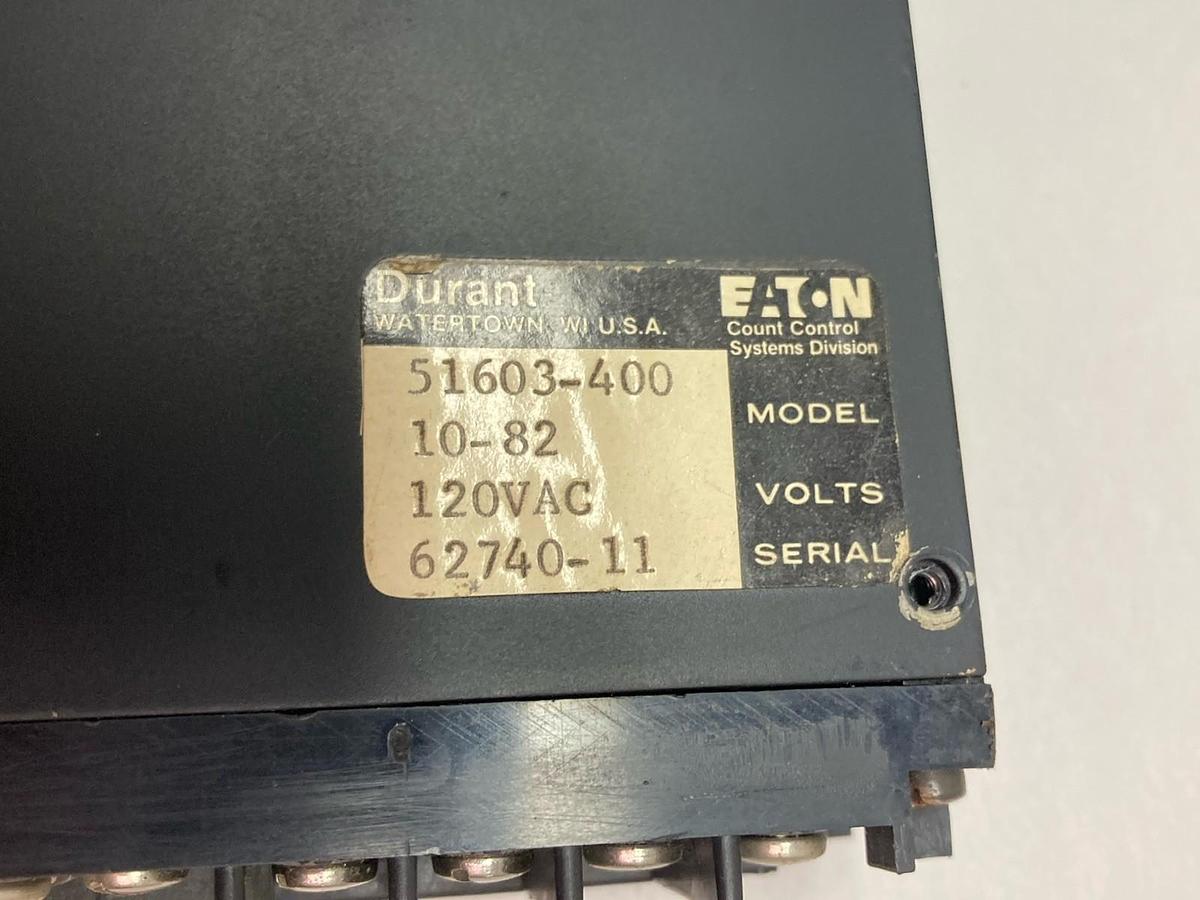 Durant
WATERTOWN, WI U.S.A.
EATON
Count Control
Systems Division
51603-400
MODEL
10-82
120VAC
VOLTS
62740-11
SERIAL